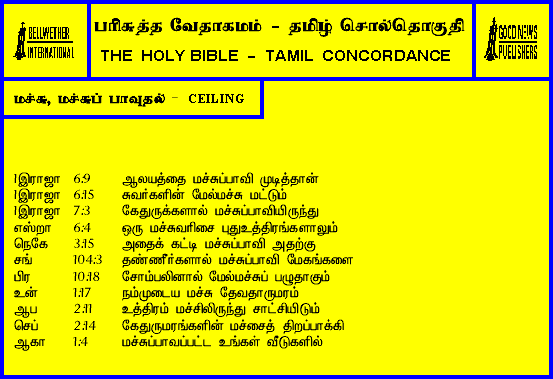 BELLWETHER
INTERNATIONAL
பரிசுத்த வேதாகமம் - தமிழ் சொல்தொகுதி
THE HOLY BIBLE - TAMIL CONCORDANCE
GOOD NEWS
PUBLISHERS
மச்சு, மச்சுப் பாவுதல் - CEILING
1இராஜா 6:9 ஆலயத்தை மச்சுப்பாவி முடித்தான்
1இராஜா 6:15 சுவர்களின் மேல்மச்சு மட்டும்
1இராஜா 7:3 கேதுருக்களால் மச்சுப்பாவியிருந்து
எஸ்றா 6:4 ஒரு மச்சுவரிசை புதுஉத்திரங்களாலும்
நெகே 3:15 அதைக் கட்டி மச்சுப்பாவி அதற்கு
சங் 104:3 தண்ணீர்களால் மச்சுப்பாவி மேகங்களை
பிர 10:18 சோம்பலினால் மேல்மச்சுப் பழுதாகும்
உன் 1:17 நம்முடைய மச்சு தேவதாருமரம்
ஆப 2:11 உத்திரம் மச்சிலிருந்து சாட்சியிடும்
செப் 2:14 கேதுருமரங்களின் மச்சைத் திறப்பாக்கி
ஆகா 1:4 மச்சுப்பாவப்பட்ட உங்கள் வீடுகளில்